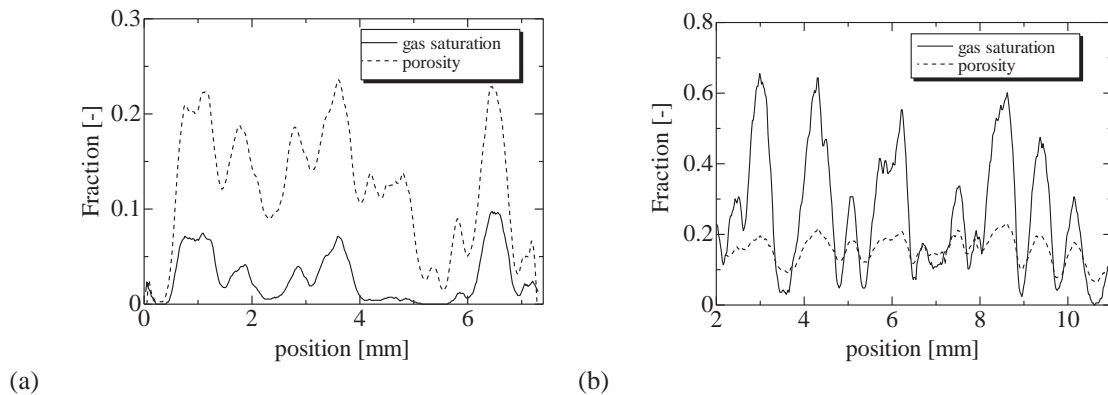 0.3
gas saturation
porosity
0.2
Fraction [-]
0.1
0
0
2
4
6
position [mm]
(a)
0.8
gas saturation
porosity
0.6
Fraction [-]
0.4
0.2
0
2
4
6
8
10
position [mm]
(b)